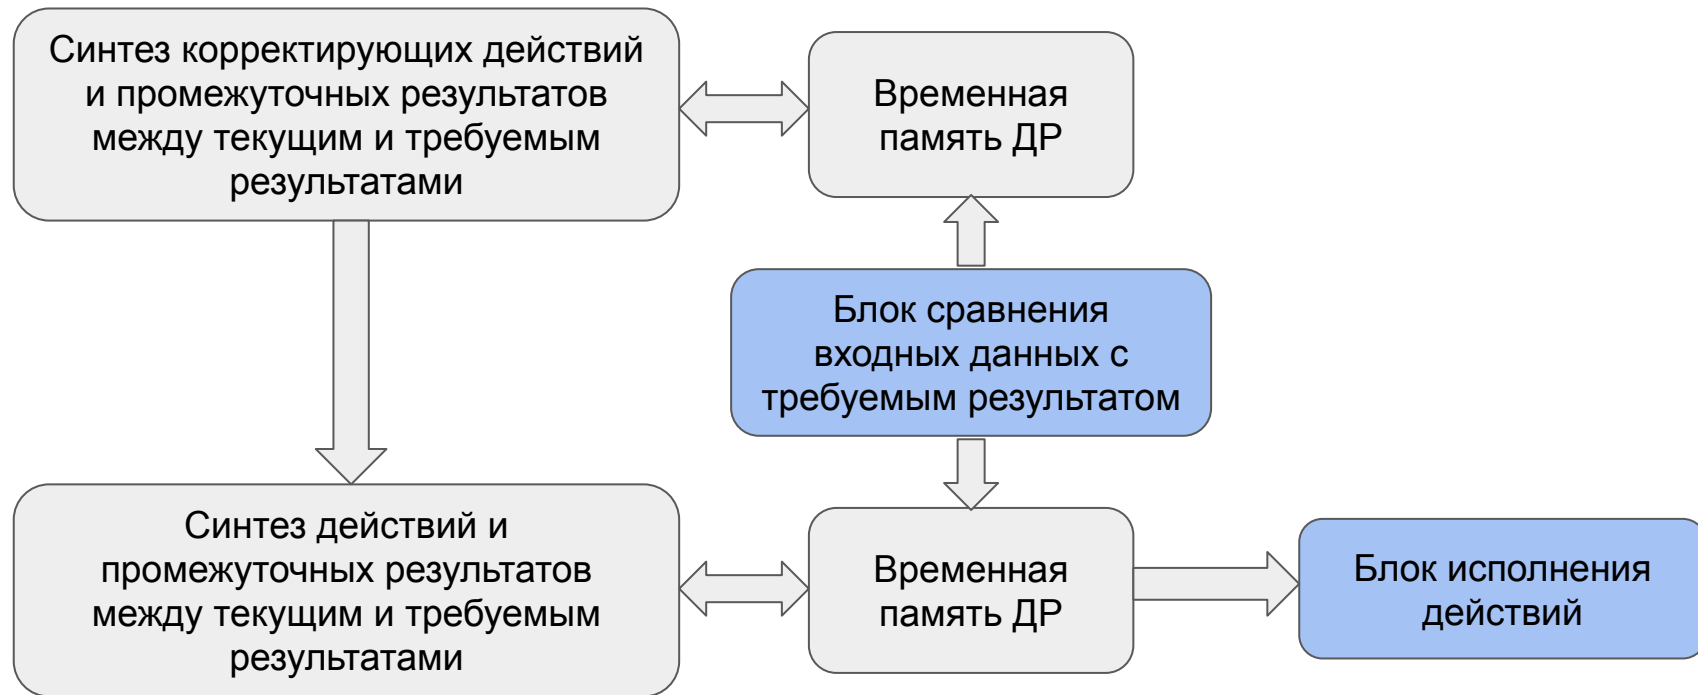 Синтез корректирующих действий
и промежуточных результатов
между текущим и требуемым
результатами
Временная
память ДР
Блок сравнения
входных данных с
требуемым результатом
Синтез действий и
промежуточных результатов
между текущим и требуемым
результатами
Временная
память ДР
Блок исполнения
действий